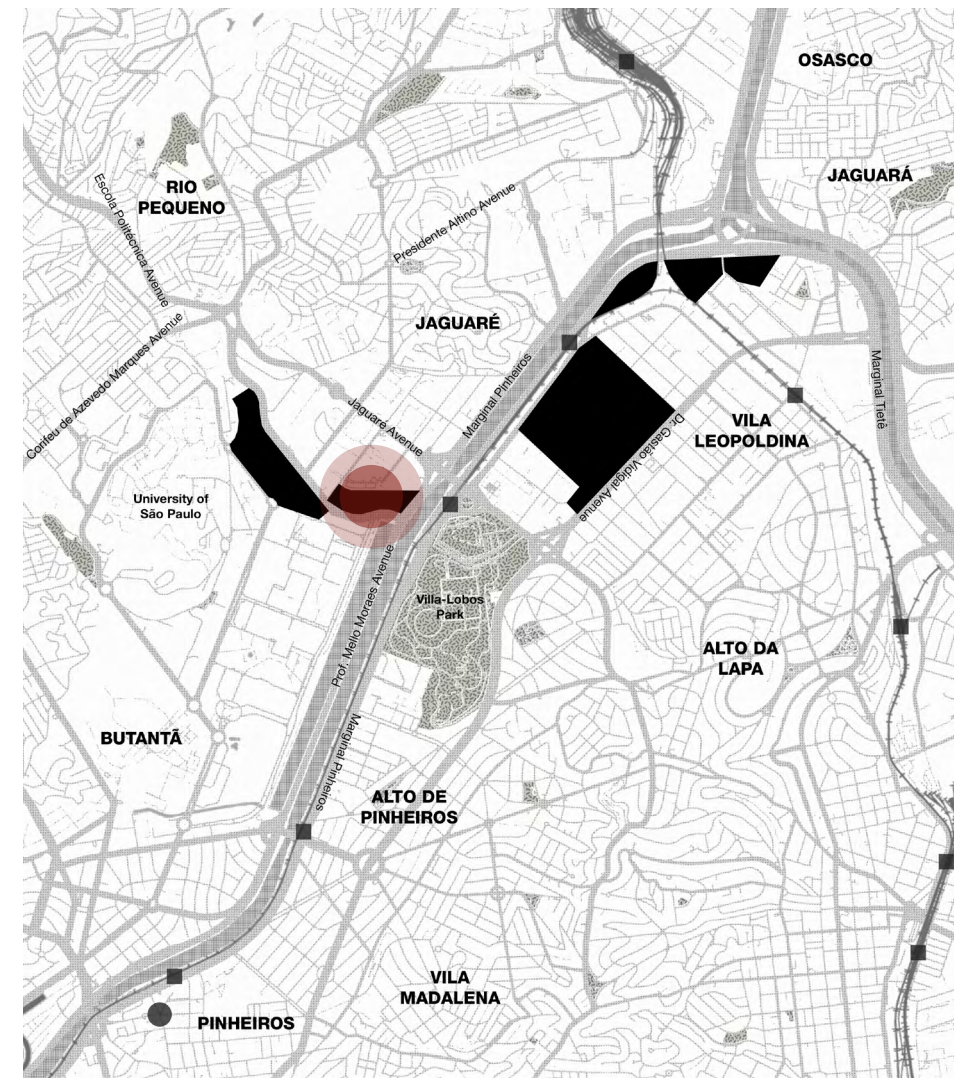 OSASCO
JAGUARÁ
RIO
PEQUENO
Escola Politécnica Avenue
Presidente Altino Avenue
JAGUARÉ
Corifeu de Azevedo Marques Avenue
Marginal Pinheiros
Marginal Tietê
Jaguaré Avenue
VILA
LEOPOLDINA
Dr. Gastão Vidigal Avenue
University of
São Paulo
Prof. Mello Moraes Avenue
Villa-Lobos
Park
ALTO DA
LAPA
BUTANTÃ
Marginal Pinheiros
ALTO DE
PINHEIROS
VILA
MADALENA
PINHEIROS